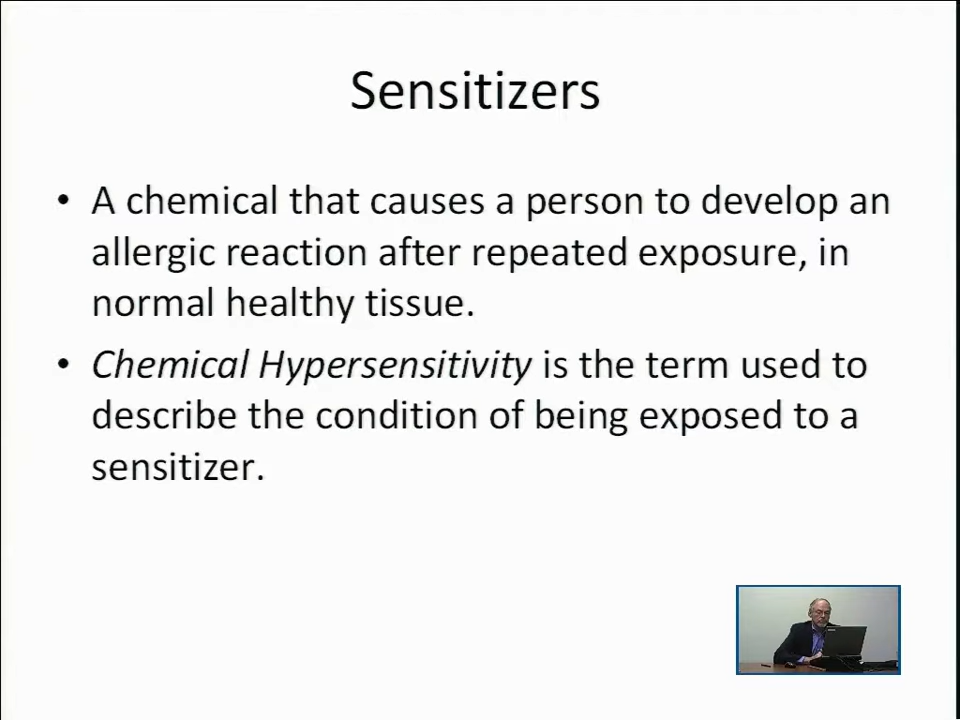 Sensitizers
• A chemical that causes a person to develop an
allergic reaction after repeated exposure, in
normal healthy tissue.
• Chemical Hypersensitivity is the term used to
describe the condition of being exposed to a
sensitizer.